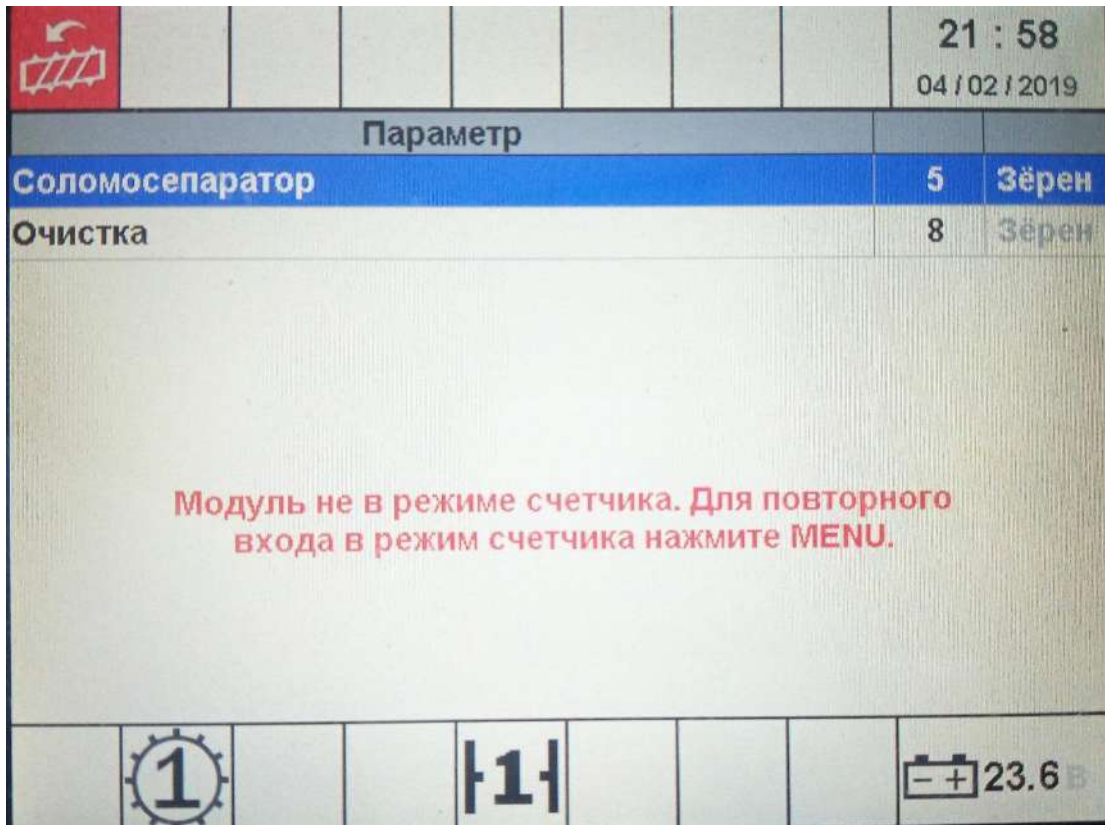 21 : 58
04 / 02 / 2019
Параметр
Соломосепаратор 5 Зёрен
Очистка 8 Зёрен
Модуль не в режиме счетчика. Для повторного
входа в режим счетчика нажмите MENU.
1 1 - + 23.6 В